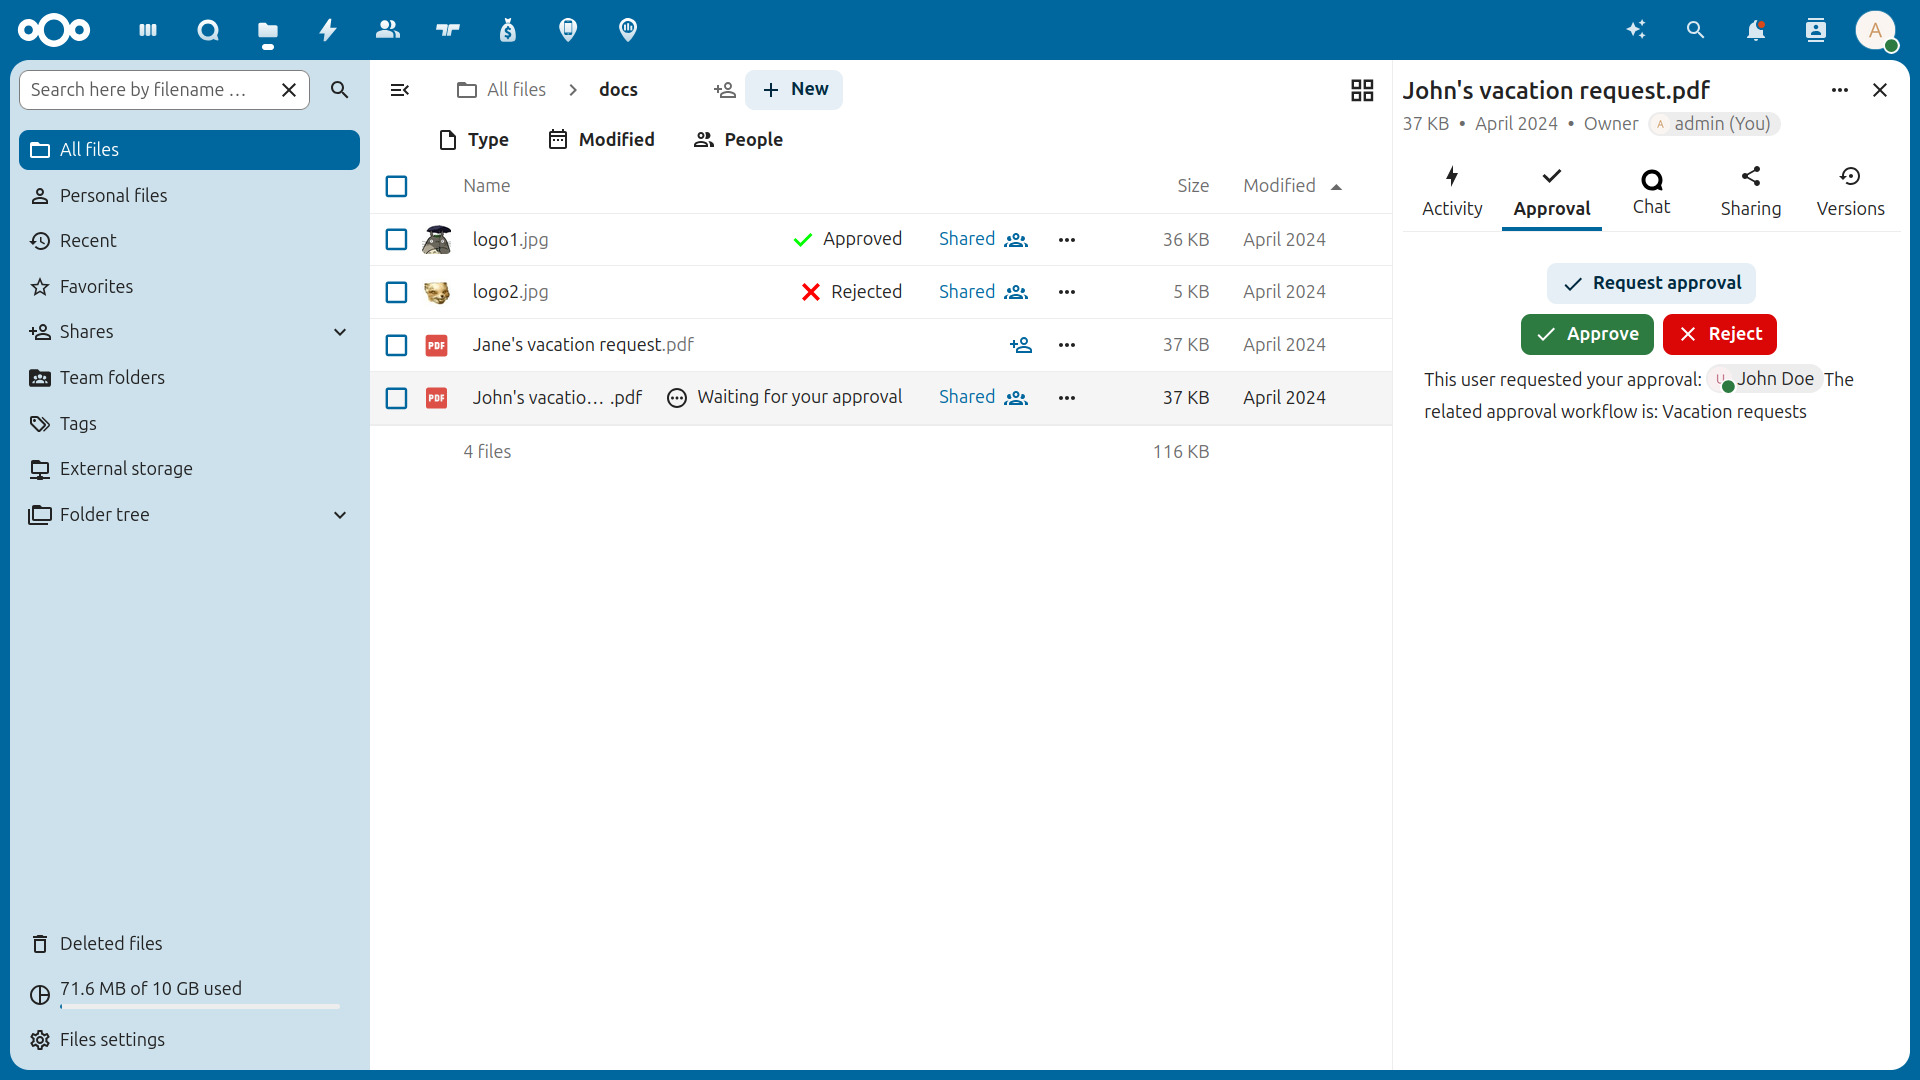 A
Search here by filename …
All files
Personal files
Recent
Favorites
Shares
Team folders
Tags
External storage
Folder tree
Deleted files
71.6 MB of 10 GB used
Files settings
All files > docs
New
Type Modified People
Name Size Modified
logo1.jpg Approved Shared 36 KB April 2024
logo2.jpg Rejected Shared 5 KB April 2024
PDF Jane's vacation request.pdf 37 KB April 2024
PDF John's vacatio… .pdf Waiting for your approval Shared 37 KB April 2024
4 files 116 KB
John's vacation request.pdf
37 KB • April 2024 • Owner A admin (You)
Activity Approval Chat Sharing Versions
Request approval
Approve Reject
This user requested your approval: U John Doe The
related approval workflow is: Vacation requests